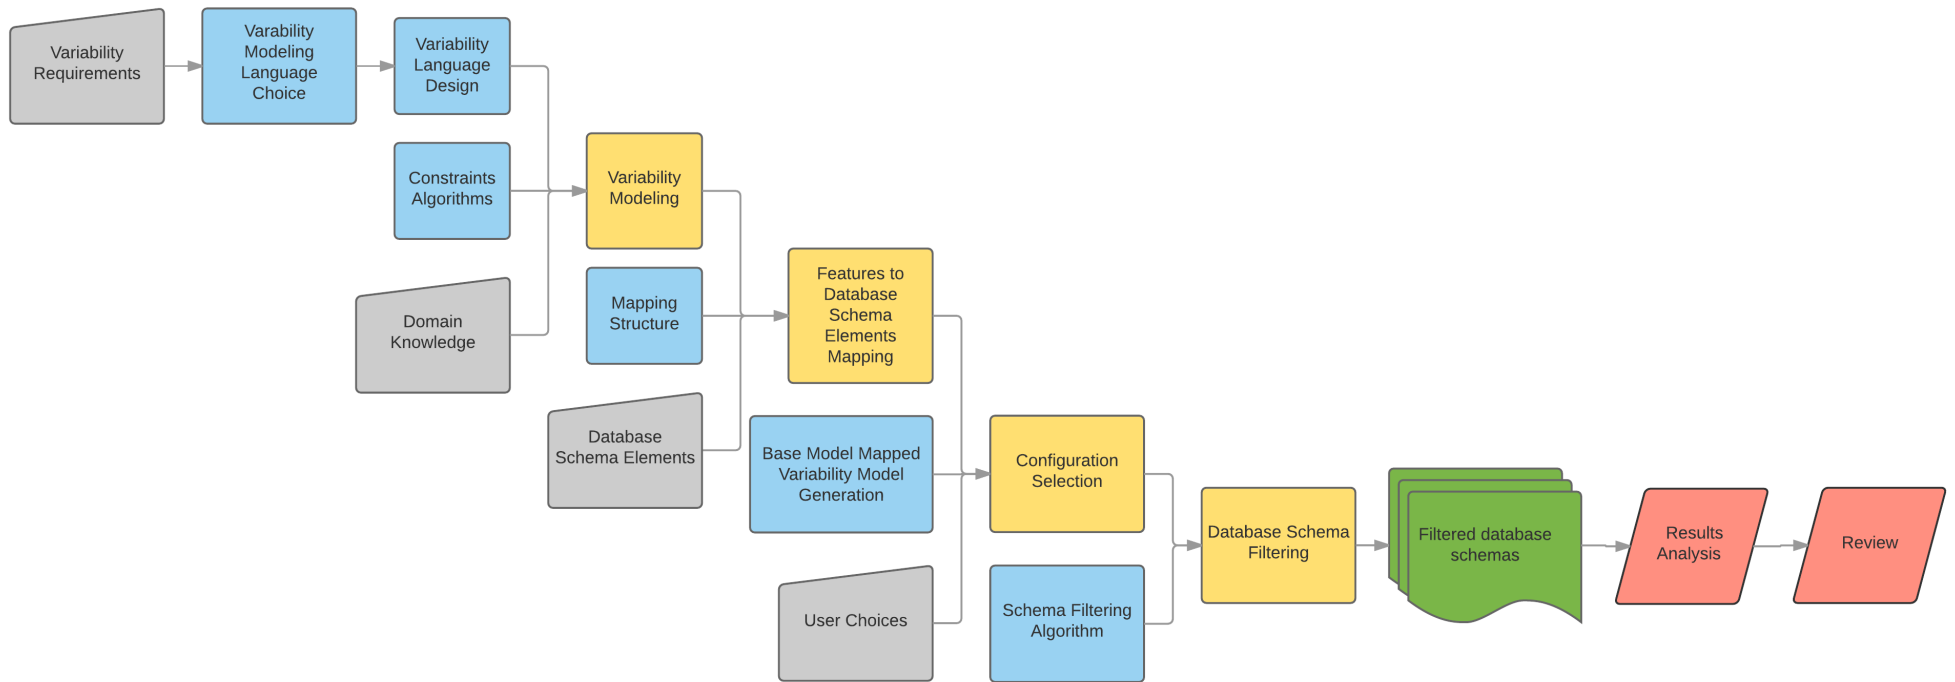 Variability
Requirements
Varability
Modeling
Language
Choice
Variability
Language
Design
Constraints
Algorithms
Domain
Knowledge
Variability
Modeling
Mapping
Structure
Database
Schema Elements
Features to
Database
Schema
Elements
Mapping
Base Model Mapped
Variability Model
Generation
User Choices
Configuration
Selection
Schema Filtering
Algorithm
Database Schema
Filtering
Filtered database
schemas
Results
Analysis
Review